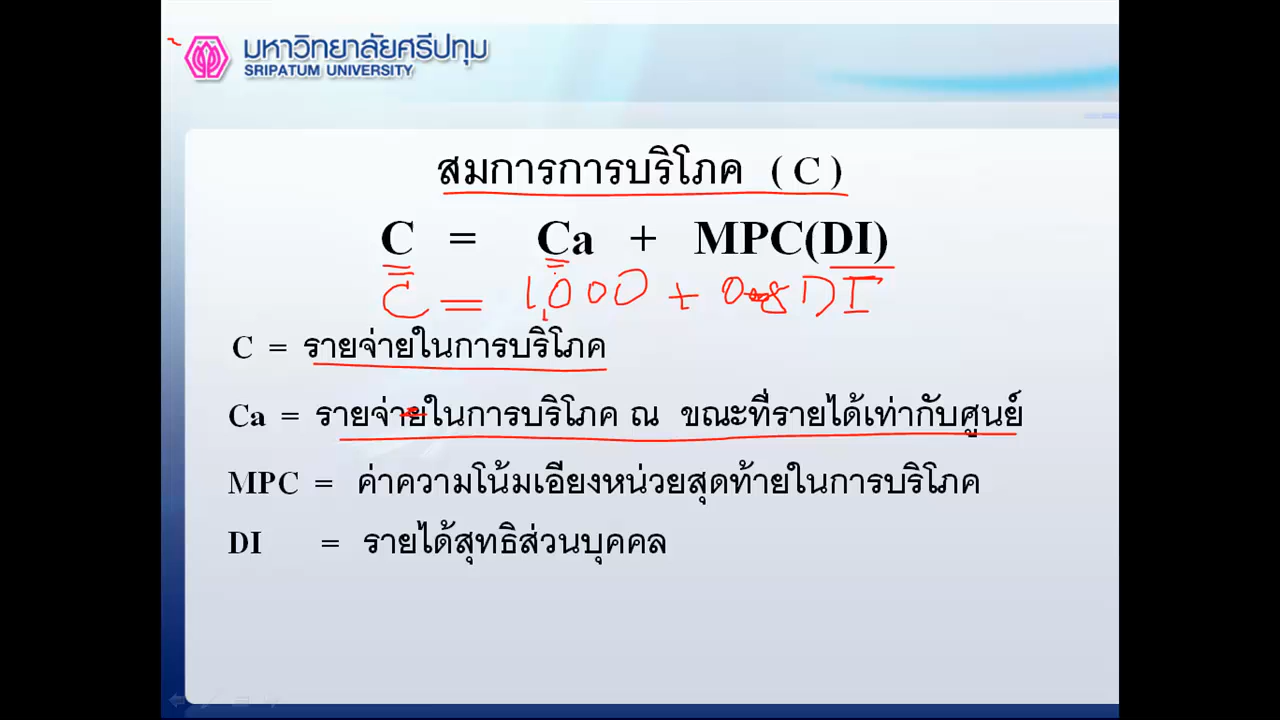 มหาวิทยาลัยศรีปทุม
SRIPATUM UNIVERSITY
สมการการบริโภค ( C )
C = Ca + MPC(DI)
C = 1,000 + 0.8 DI
C = รายจ่ายในการบริโภค
Ca = รายจ่ายในการบริโภค ณ ขณะที่รายได้เท่ากับศูนย์
MPC = ค่าความโน้มเอียงหน่วยสุดท้ายในการบริโภค
DI = รายได้สุทธิส่วนบุคคล